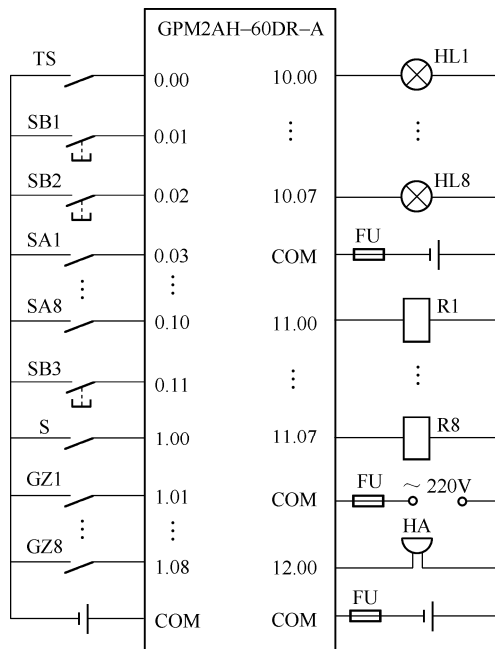 GPM2AH–60DR–A
TS 0.00 10.00 HL1
SB1 0.01
SB2 0.02 10.07 HL8
SA1 0.03 COM FU
SA8 0.10 11.00 R1
SB3 0.11
S 1.00 11.07 R8
GZ1 1.01 COM FU ~ 220V
GZ8 1.08 12.00 HA
COM COM FU